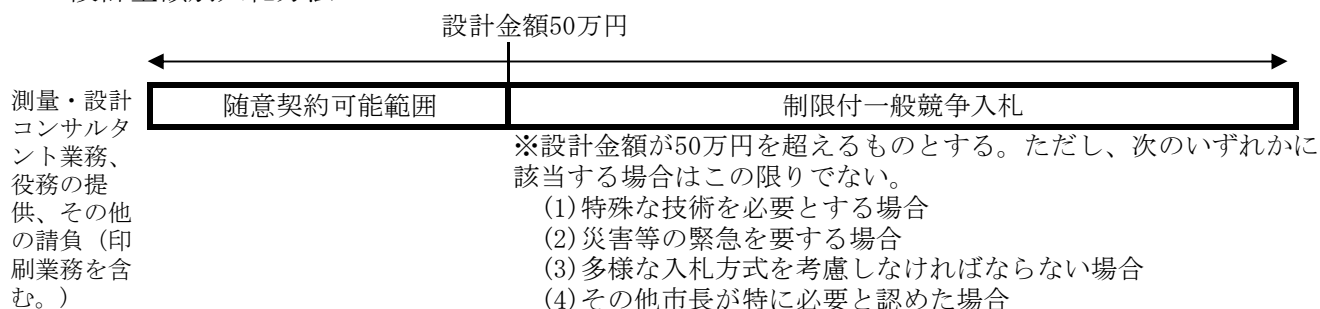 設計金額50万円
測量・設計
コンサルタ
ント業務、
役務の提
供、その他
の請負（印
刷業務を含
む。）
随意契約可能範囲
制限付一般競争入札
※設計金額が50万円を超えるものとする。ただし、次のいずれかに
該当する場合はこの限りでない。
(1)特殊な技術を必要とする場合
(2)災害等の緊急を要する場合
(3)多様な入札方式を考慮しなければならない場合
(4)その他市長が特に必要と認めた場合